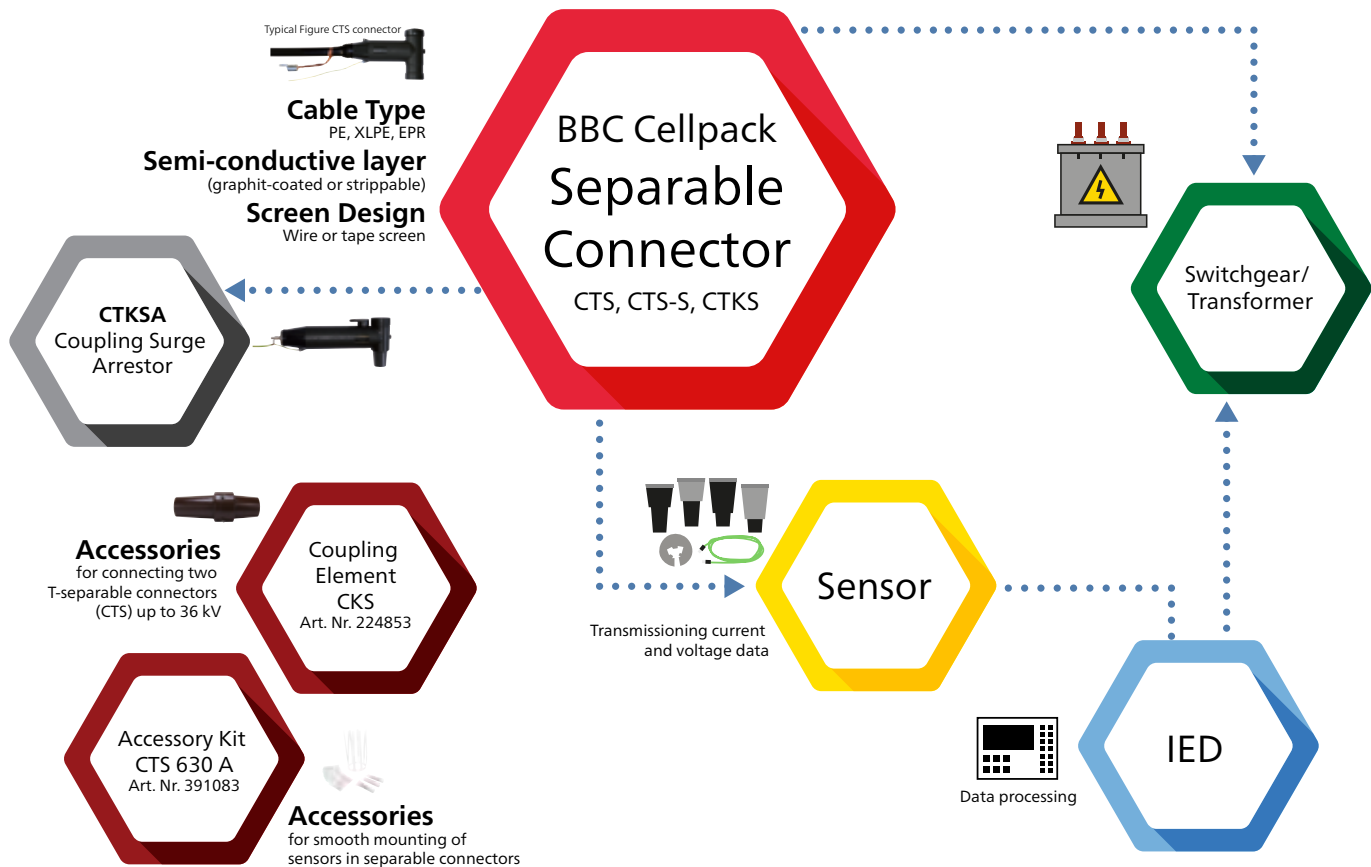 Typical Figure CTS connector
Cable Type
PE, XLPE, EPR
Semi-conductive layer
(graphit-coated or strippable)
Screen Design
Wire or tape screen
BBC Cellpack
Separable
Connector
CTS, CTS-S, CTKS
Switchgear/
Transformer
CTKSA
Coupling Surge
Arrestor
Accessories
for connecting two
T-separable connectors
(CTS) up to 36 kV
Coupling
Element
CKS
Art. Nr. 224853
Transmissioning current
and voltage data
Sensor
Accessory Kit
CTS 630 A
Art. Nr. 391083
Accessories
for smooth mounting of
sensors in separable connectors
Data processing
IED